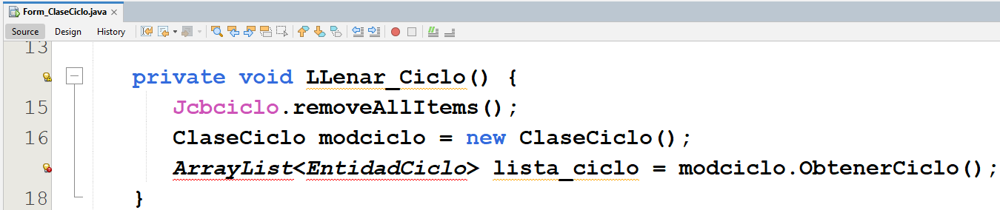 Form_ClaseCiclo.java ×
Source Design History
13
private void LLenar_Ciclo() {
15 Jcbciclo.removeAllItems();
16 ClaseCiclo modciclo = new ClaseCiclo();
ArrayList<EntidadCiclo> lista_ciclo = modciclo.ObtenerCiclo();
18 }